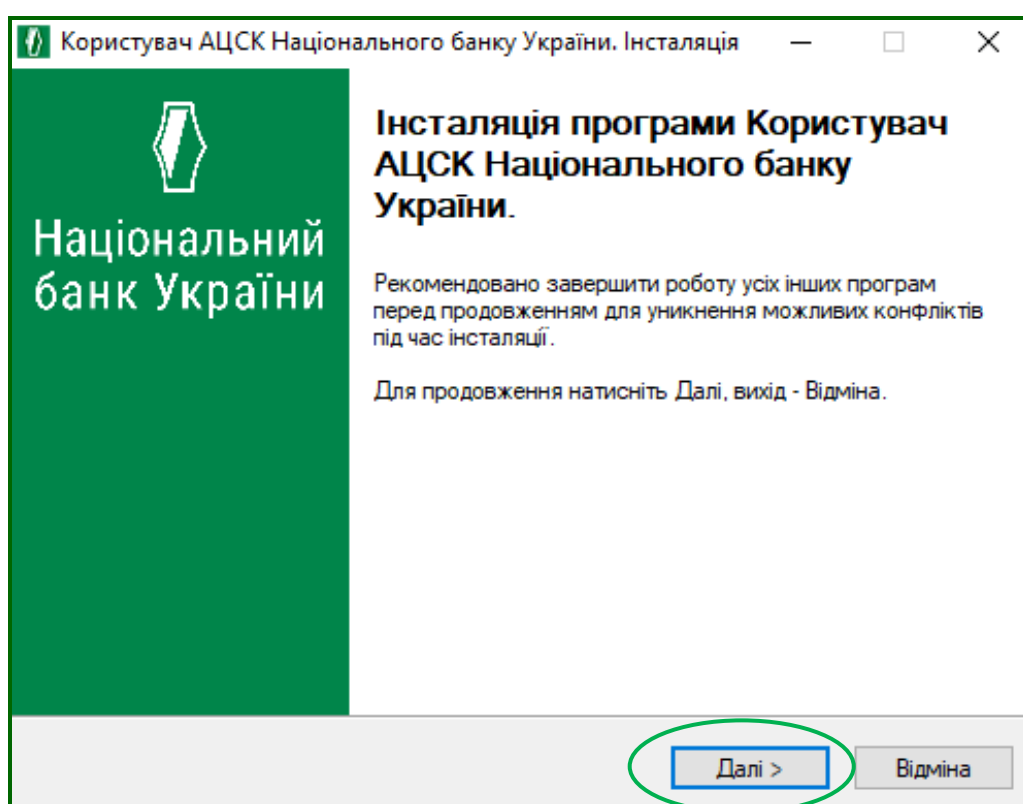 Користувач АЦСК Національного банку України. Інсталяція
Національний
банк України
Інсталяція програми Користувач
АЦСК Національного банку
України.
Рекомендовано завершити роботу усіх інших програм
перед продовженням для уникнення можливих конфліктів
під час інсталяції.
Для продовження натисніть Далі, вихід - Відміна.
Далі >
Відміна